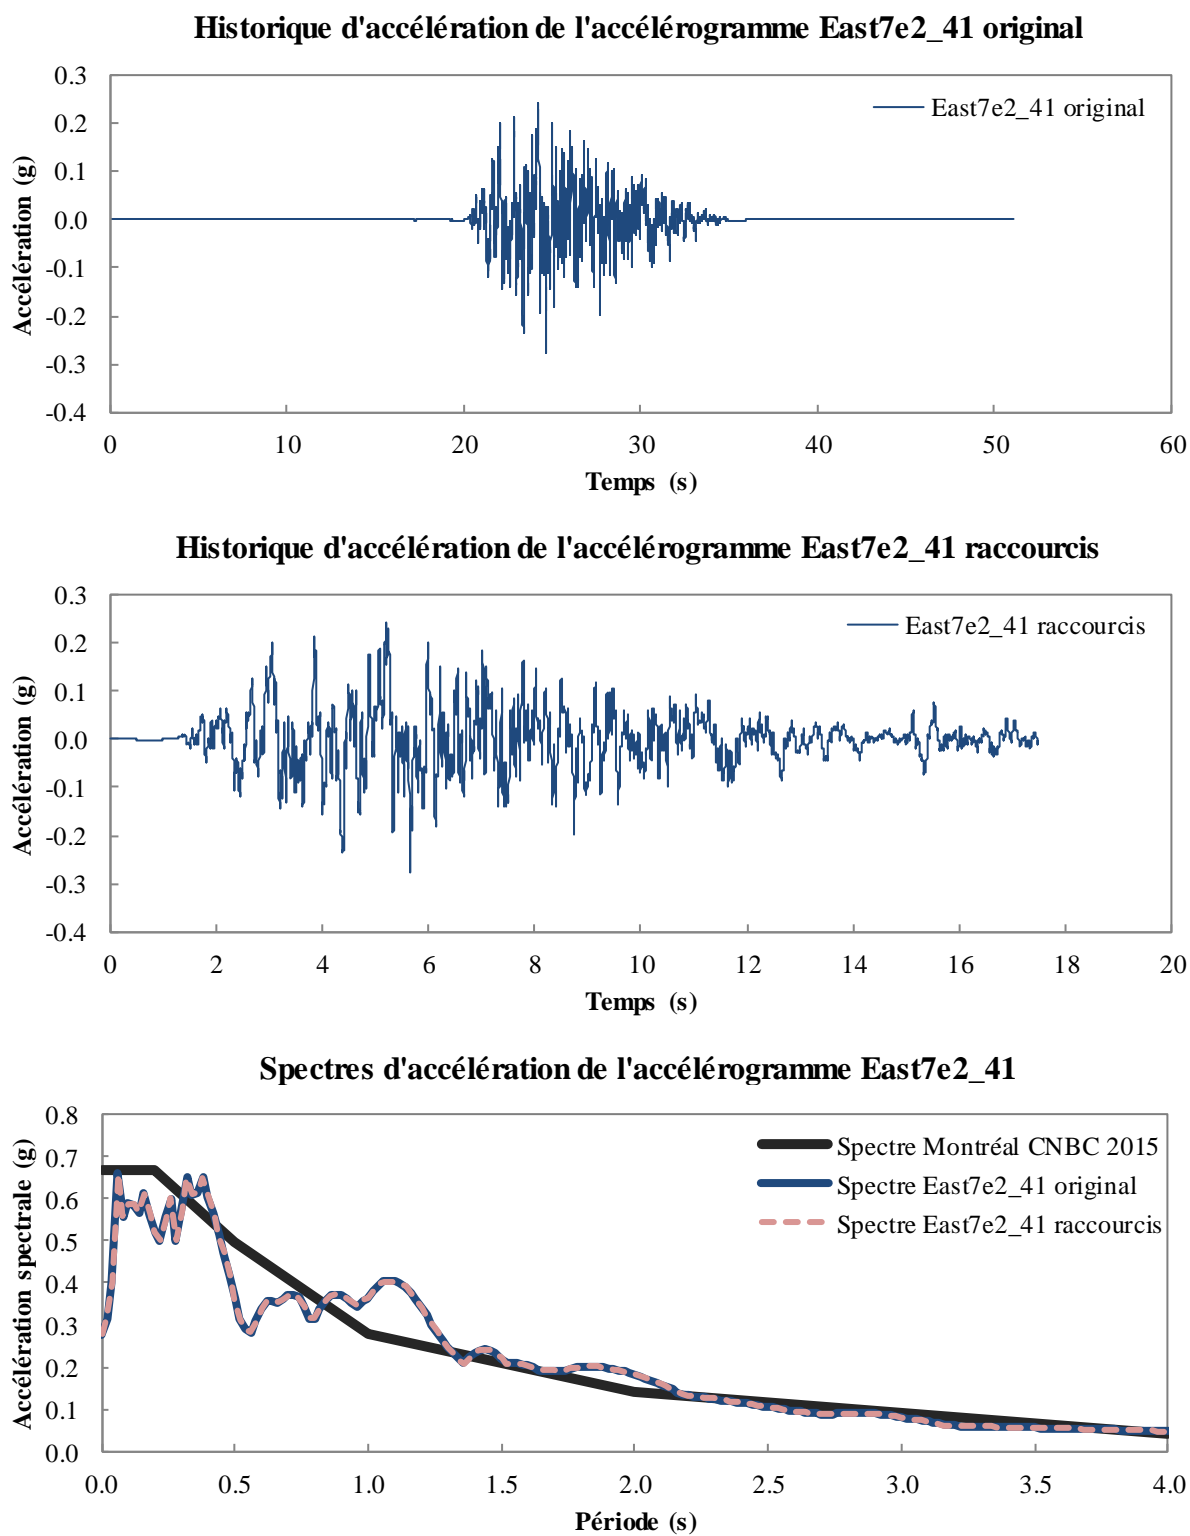 Historique d'accélération de l'accélérogramme East7e2_41 original
0.3
0.2
0.1
0.0
-0.1
-0.2
-0.3
-0.4
Accélération (g)
East7e2_41 original
0 10 20 30 40 50 60
Temps (s)
Historique d'accélération de l'accélérogramme East7e2_41 raccourcis
0.3
0.2
0.1
0.0
-0.1
-0.2
-0.3
-0.4
Accélération (g)
East7e2_41 raccourcis
0 2 4 6 8 10 12 14 16 18 20
Temps (s)
Spectres d'accélération de l'accélérogramme East7e2_41
0.8
0.7
0.6
0.5
0.4
0.3
0.2
0.1
0.0
Accélération spectrale (g)
Spectre Montréal CNBC 2015
Spectre East7e2_41 original
Spectre East7e2_41 raccourcis
0.0 0.5 1.0 1.5 2.0 2.5 3.0 3.5 4.0
Période (s)